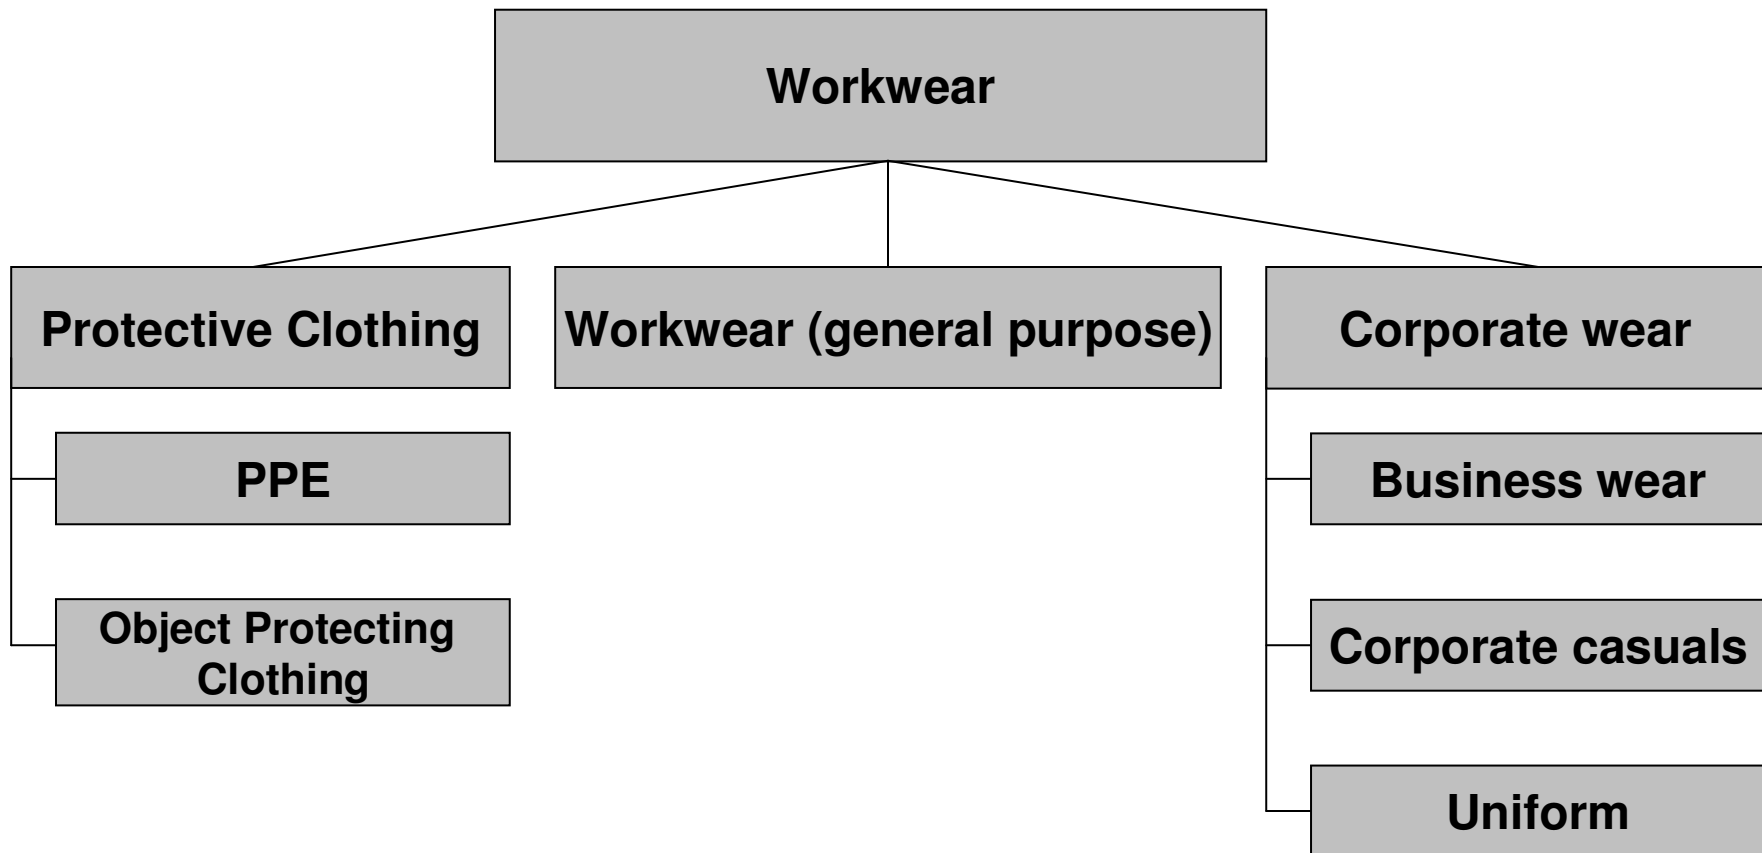 Workwear
Protective Clothing
Workwear (general purpose)
Corporate wear
PPE
Business wear
Object Protecting
Clothing
Corporate casuals
Uniform